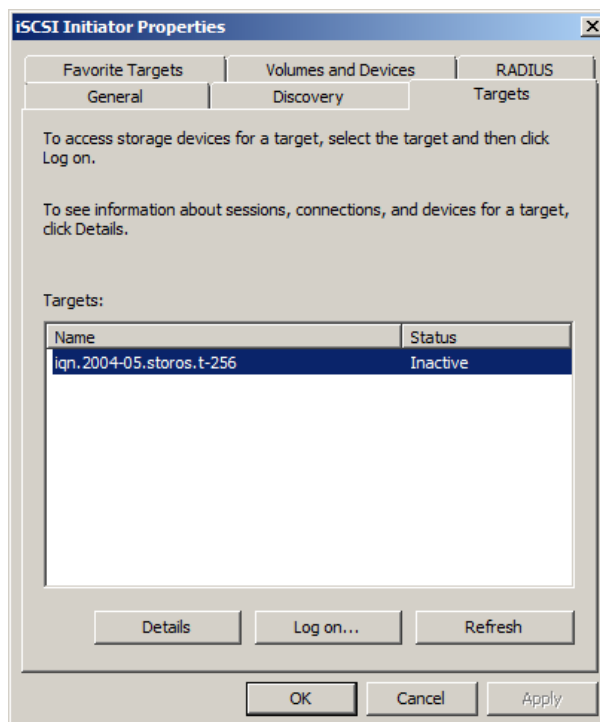 iSCSI Initiator Properties
Favorite Targets Volumes and Devices RADIUS
General Discovery Targets
To access storage devices for a target, select the target and then click
Log on.
To see information about sessions, connections, and devices for a target,
click Details.
Targets:
Name Status
iqn.2004-05.storos.t-256 Inactive
Details Log on... Refresh
OK Cancel Apply